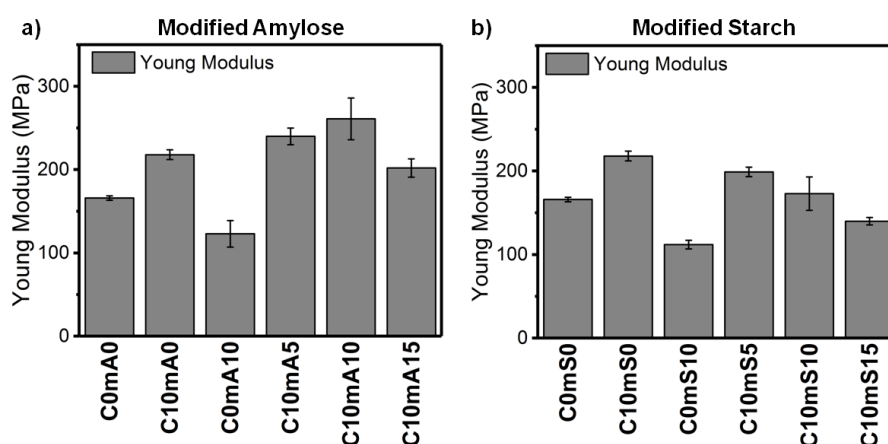 a)
Modified Amylose
Young Modulus
Young Modulus (MPa)
300
200
100
0
C0mA0
C10mA0
C0mA10
C10mA5
C10mA10
C10mA15
b)
Modified Starch
Young Modulus
Young Modulus (MPa)
300
200
100
0
C0mS0
C10mS0
C0mS10
C10mS5
C10mS10
C10mS15